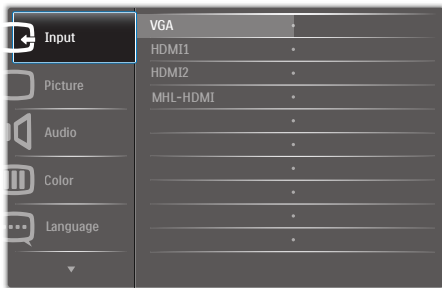 Input
Picture
Audio
Color
Language
VGA
HDMI1
HDMI2
MHL-HDMI